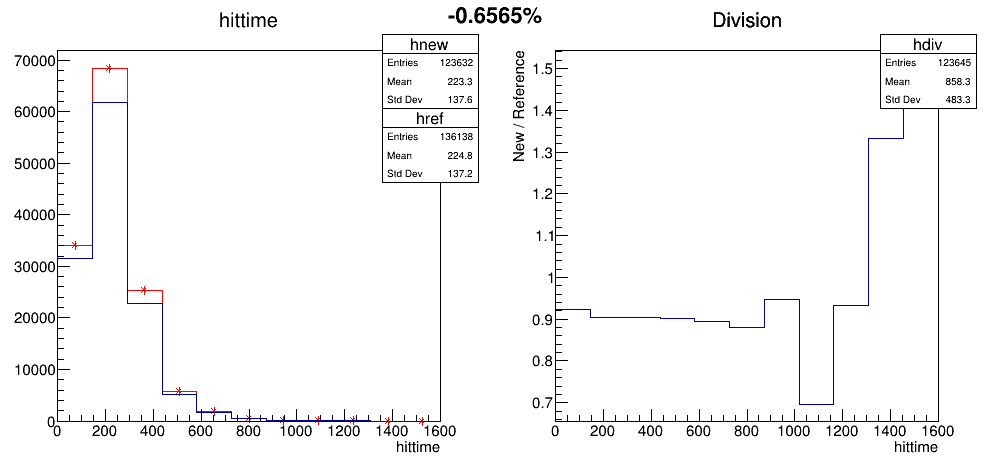 -0.6565%
hittime
hnew
Entries 123632
Mean 223.3
Std Dev 137.6
href
Entries 136138
Mean 224.8
Std Dev 137.2
70000
60000
50000
40000
30000
20000
10000
0
0 200 400 600 800 1000 1200 1400 1600
hittime
Division
hdiv
Entries 123645
Mean 858.3
Std Dev 483.3
New / Reference
1.5
1.4
1.3
1.2
1.1
1
0.9
0.8
0.7
0 200 400 600 800 1000 1200 1400 1600
hittime